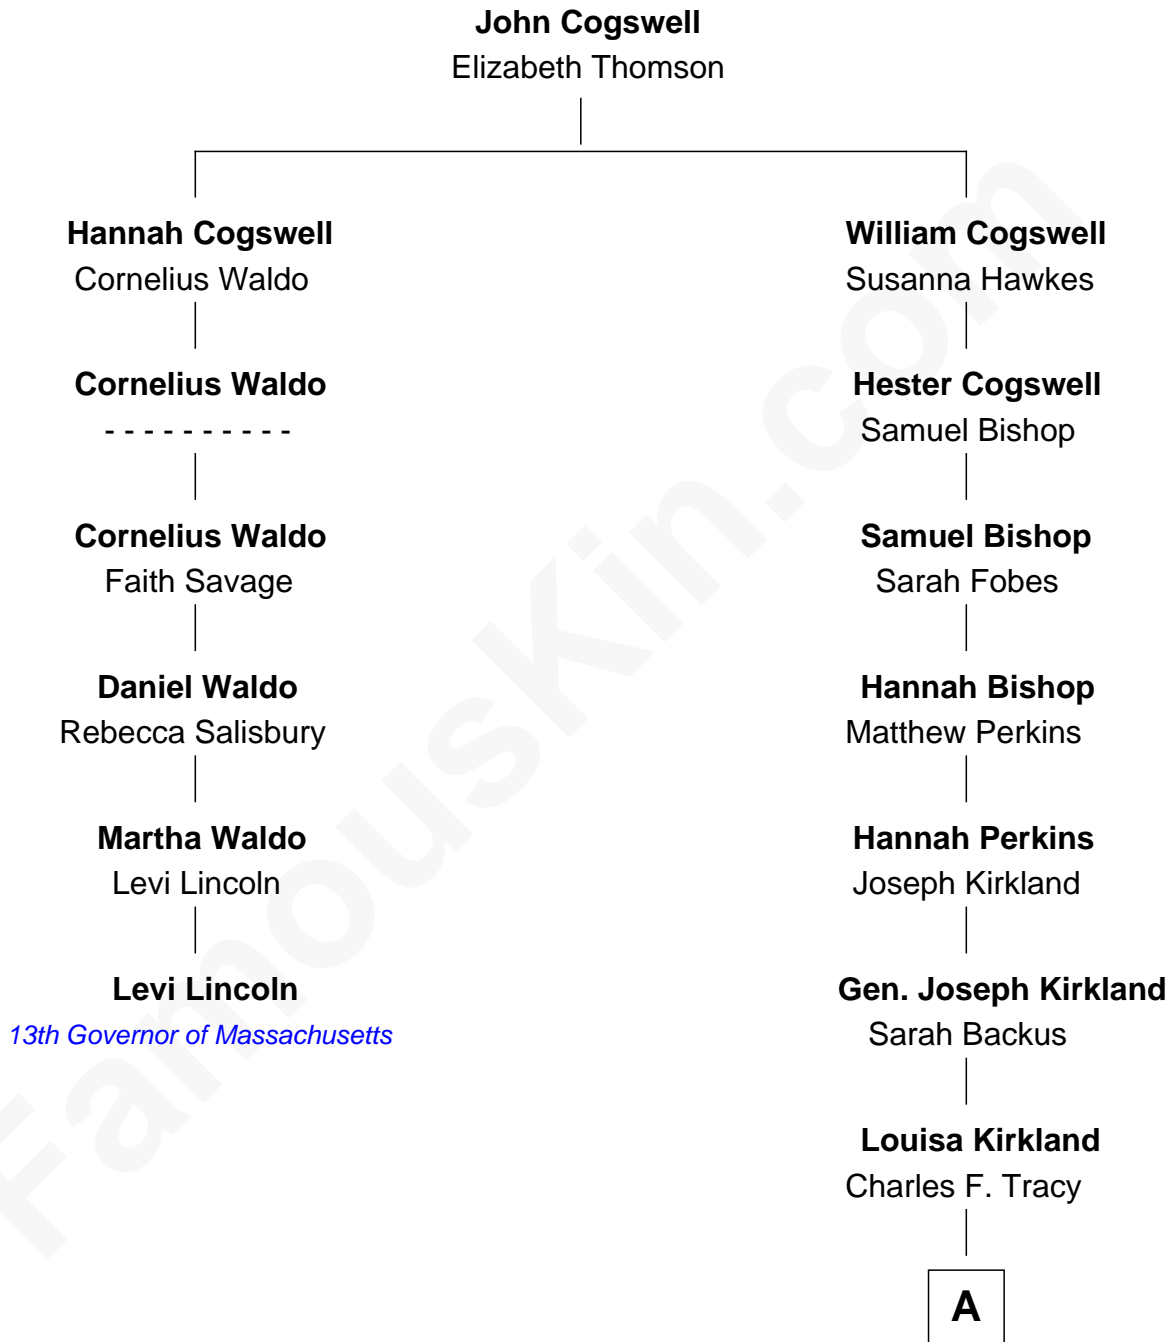 John Cogswell
Elizabeth Thomson
Hannah Cogswell
Cornelius Waldo
Cornelius Waldo
- - - - - - - - - -
Cornelius Waldo
Faith Savage
Daniel Waldo
Rebecca Salisbury
Martha Waldo
Levi Lincoln
Levi Lincoln
13th Governor of Massachusetts
William Cogswell
Susanna Hawkes
Hester Cogswell
Samuel Bishop
Samuel Bishop
Sarah Fobes
Hannah Bishop
Matthew Perkins
Hannah Perkins
Joseph Kirkland
Gen. Joseph Kirkland
Sarah Backus
Louisa Kirkland
Charles F. Tracy
A
FamousKin.com